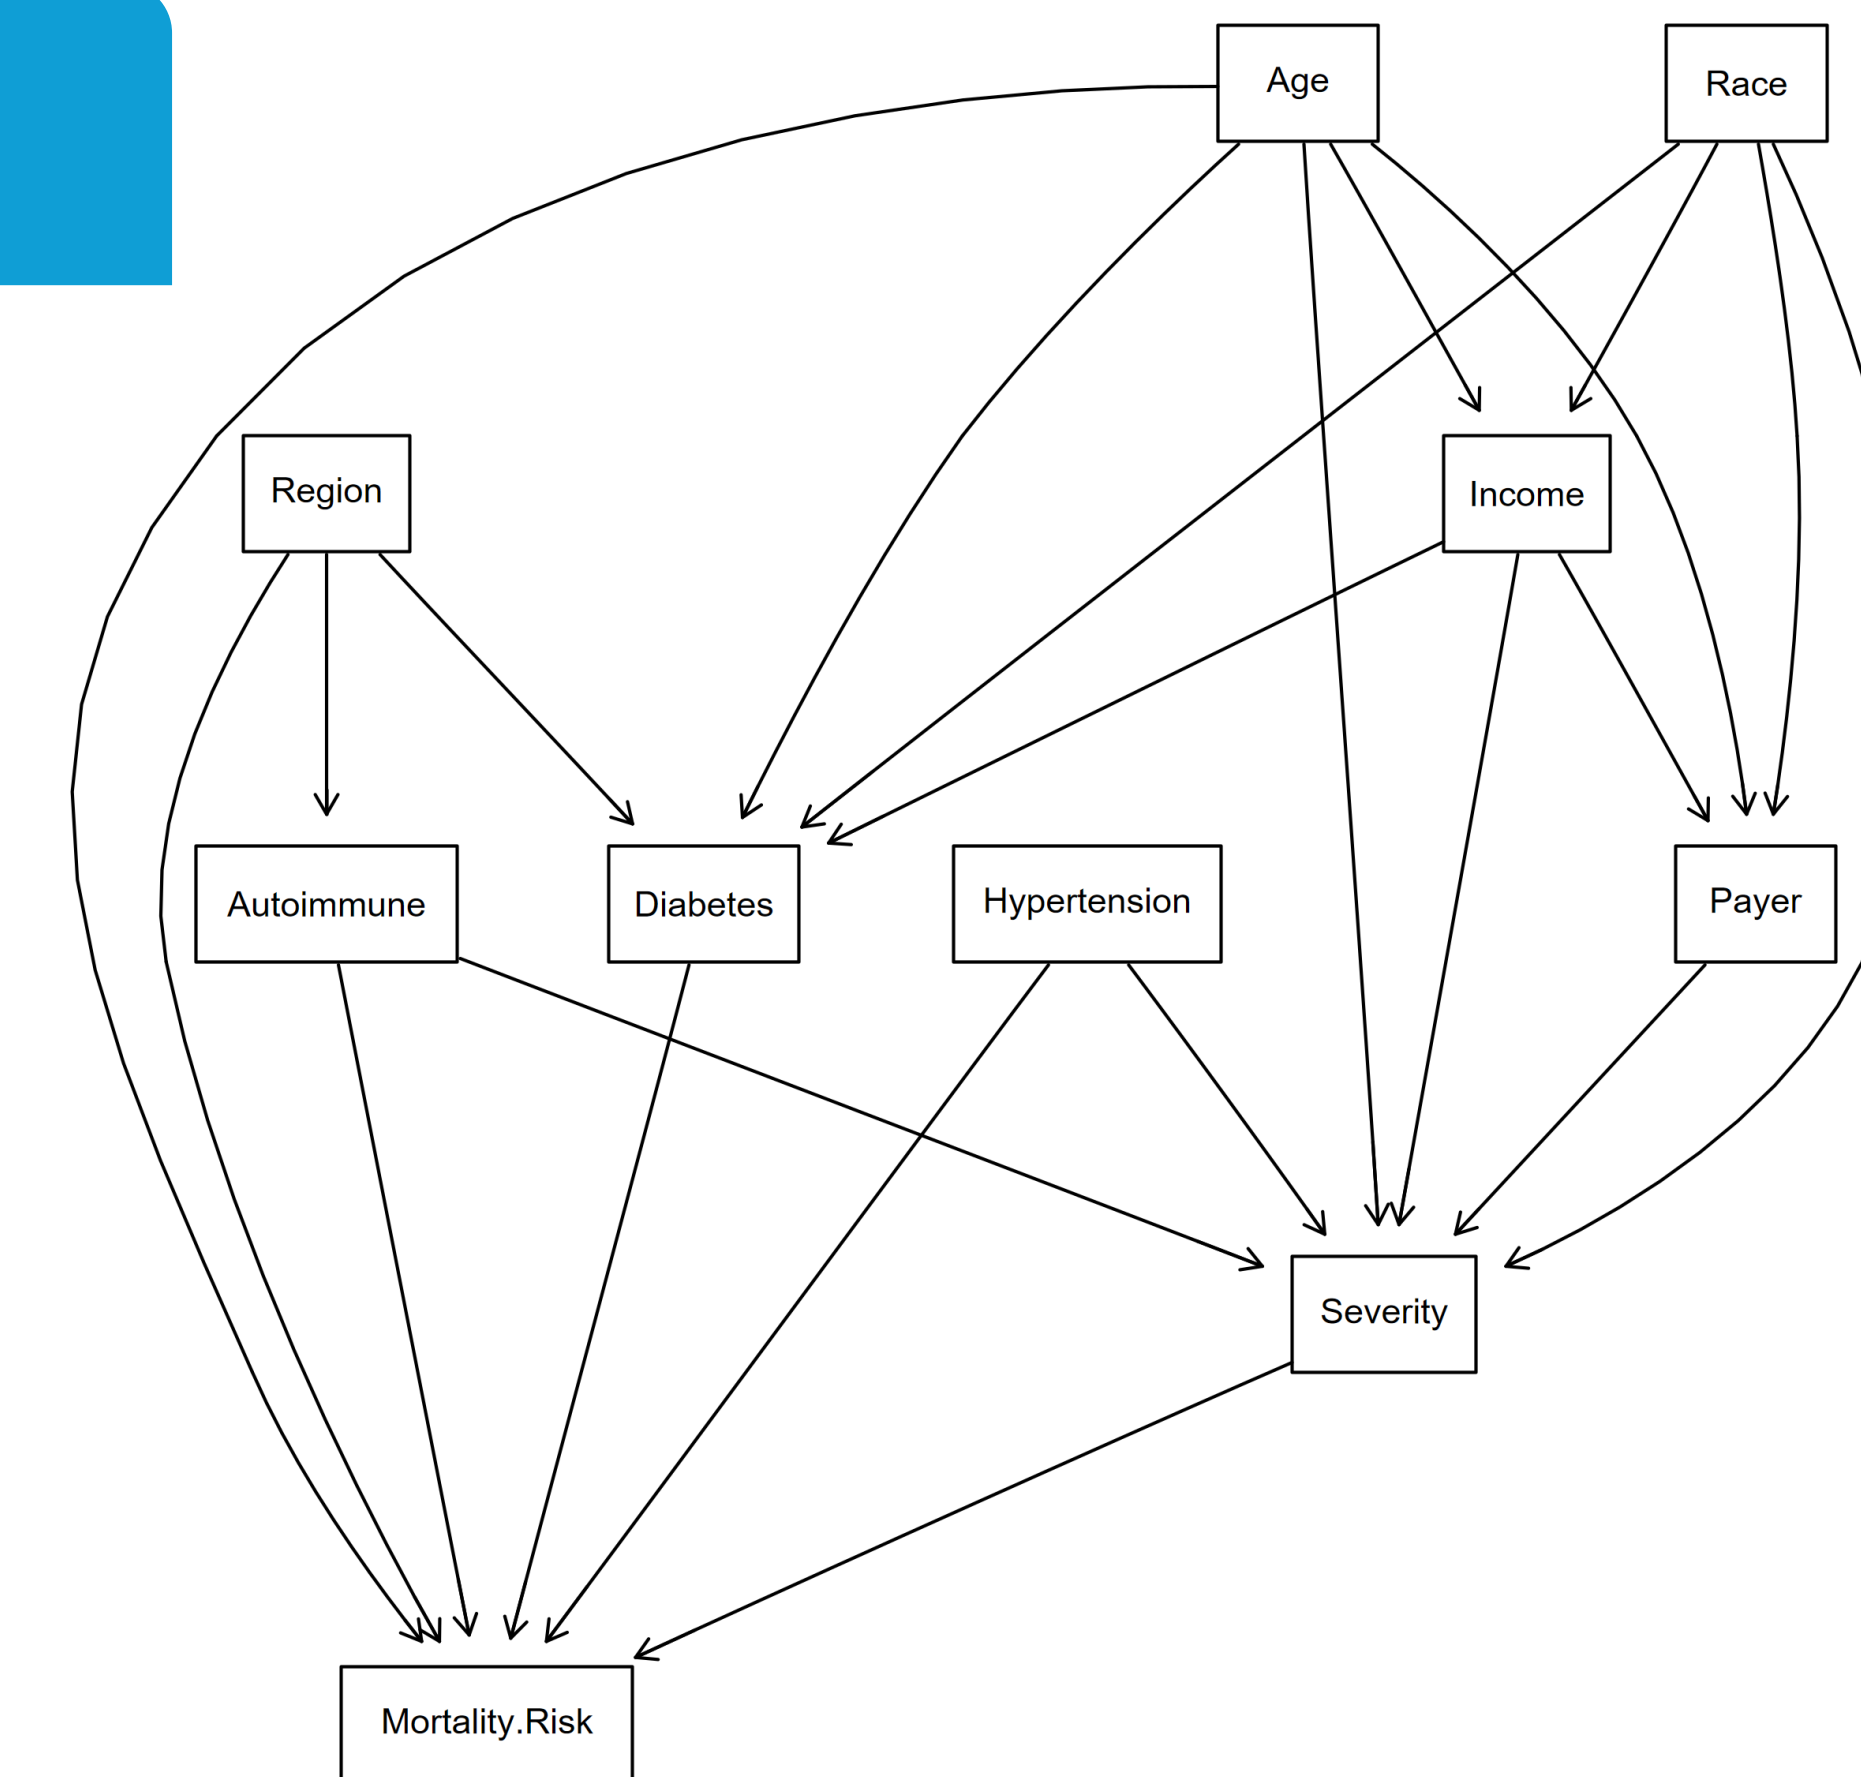 Age
Race
Region
Income
Autoimmune
Diabetes
Hypertension
Payer
Severity
Mortality.Risk